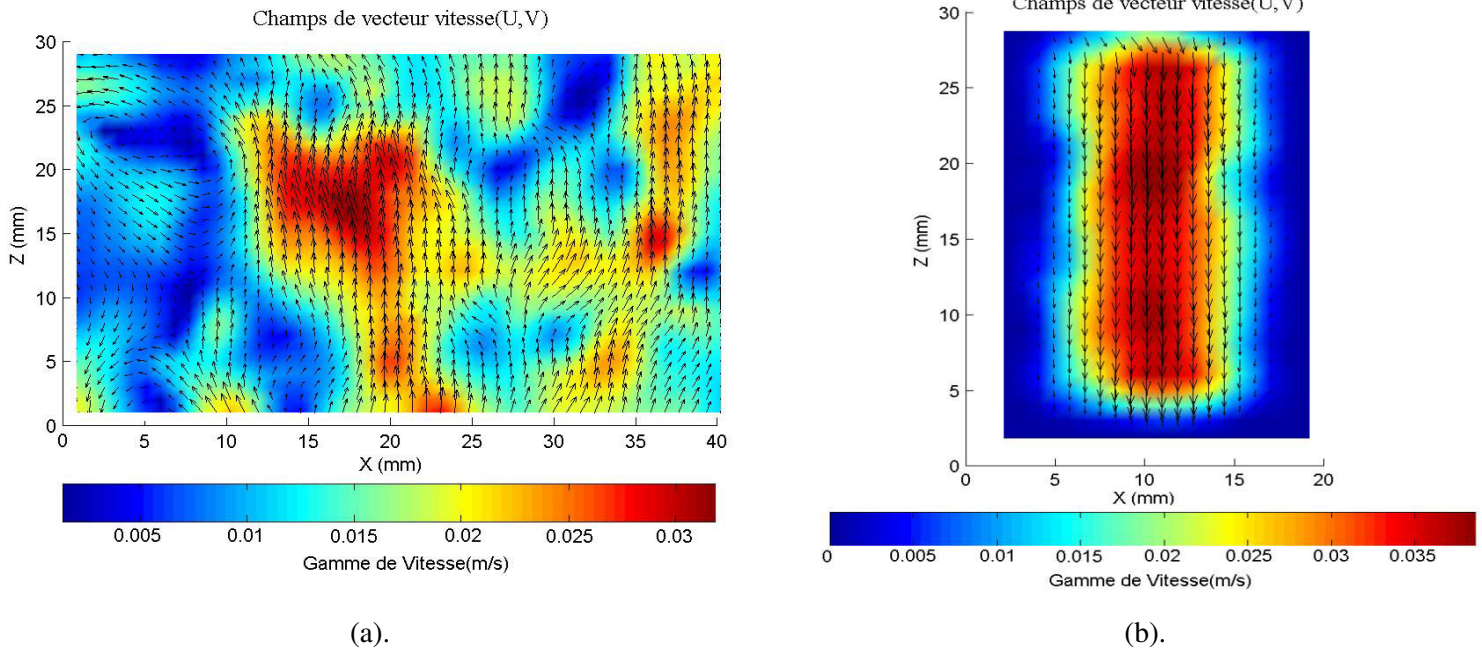 Champs de vecteur vitesse(U,V)
30
25
20
15
10
5
0
Z (mm)
0 5 10 15 20 25 30 35 40
X (mm)
0.005 0.01 0.015 0.02 0.025 0.03
Gamme de Vitesse(m/s)
(a).
Champs de vecteur vitesse(U,V)
30
25
20
15
10
5
0
Z (mm)
0 5 10 15 20
X (mm)
0 0.005 0.01 0.015 0.02 0.025 0.03 0.035
Gamme de Vitesse(m/s)
(b).